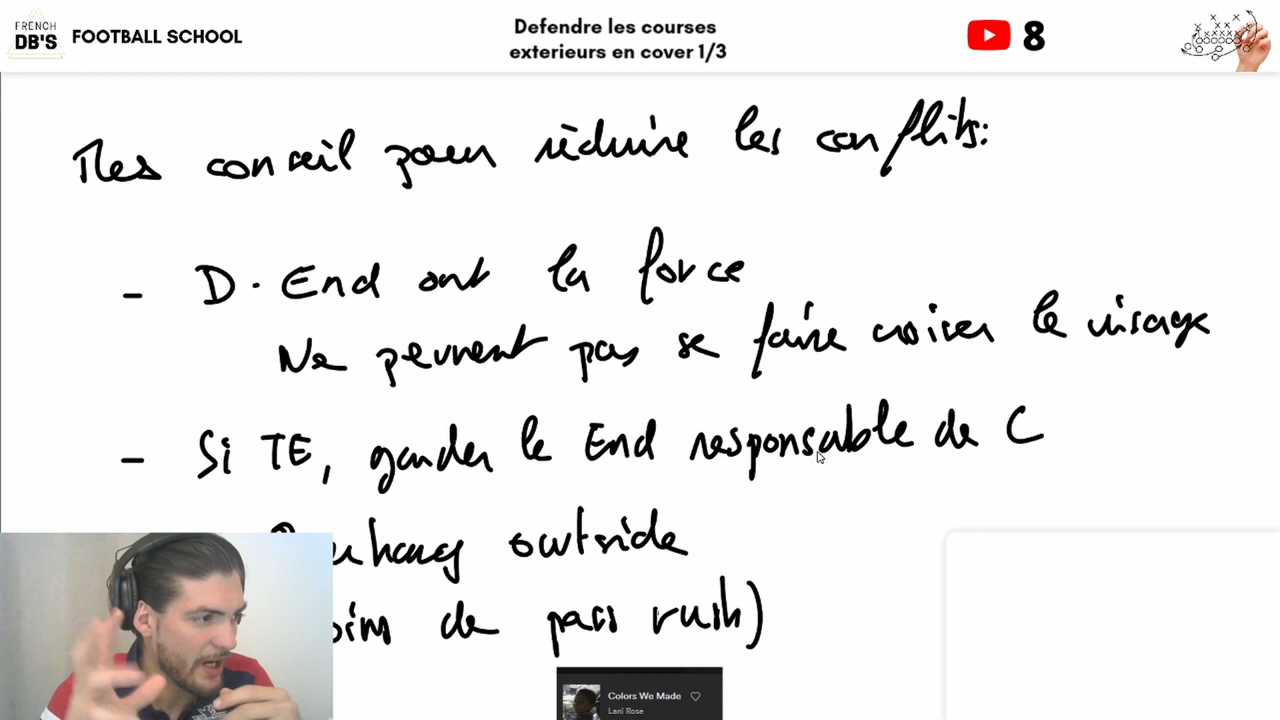 FRENCH
DB'S
FOOTBALL SCHOOL
Defendre les courses
exterieurs en cover 1/3
8
Mes conseil pour réduire les conflits:
- D. End ont la force
Ne peuvent pas se faire croiser le visage
- Si TE, garder le End responsable de C
outside
de pass rush)
Colors We Made
Lani Rose